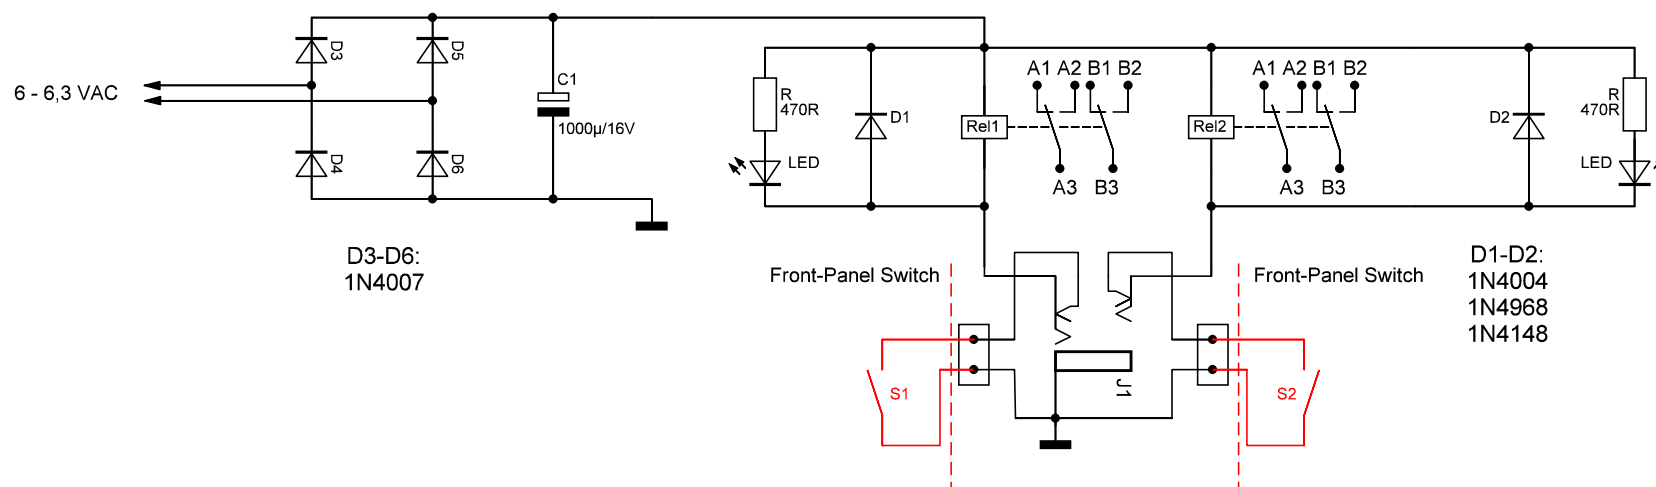 D3
D5
6 - 6,3 VAC
C1
1000µ/16V
D4
D6
D3-D6:
1N4007
R
470R
D1
LED
Rel1
A1 A2 B1 B2
A3 B3
Rel2
A1 A2 B1 B2
A3 B3
D2
R
470R
LED
Front-Panel Switch
Front-Panel Switch
D1-D2:
1N4004
1N4968
1N4148
S1
J1
S2